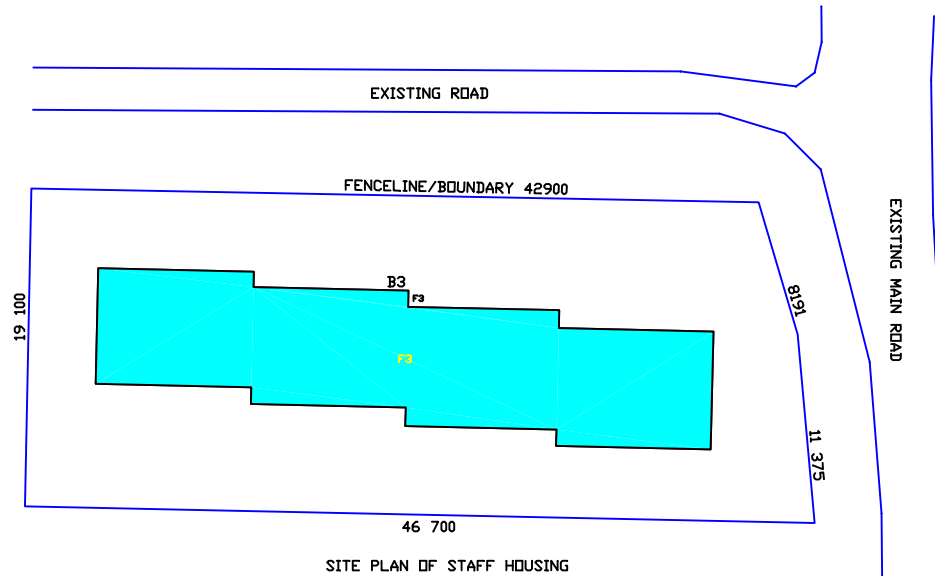 EXISTING ROAD
FENCELINE/BOUNDARY 42900
EXISTING MAIN ROAD
B3
F3
8191
19 100
F3
11 375
46 700
SITE PLAN OF STAFF HOUSING